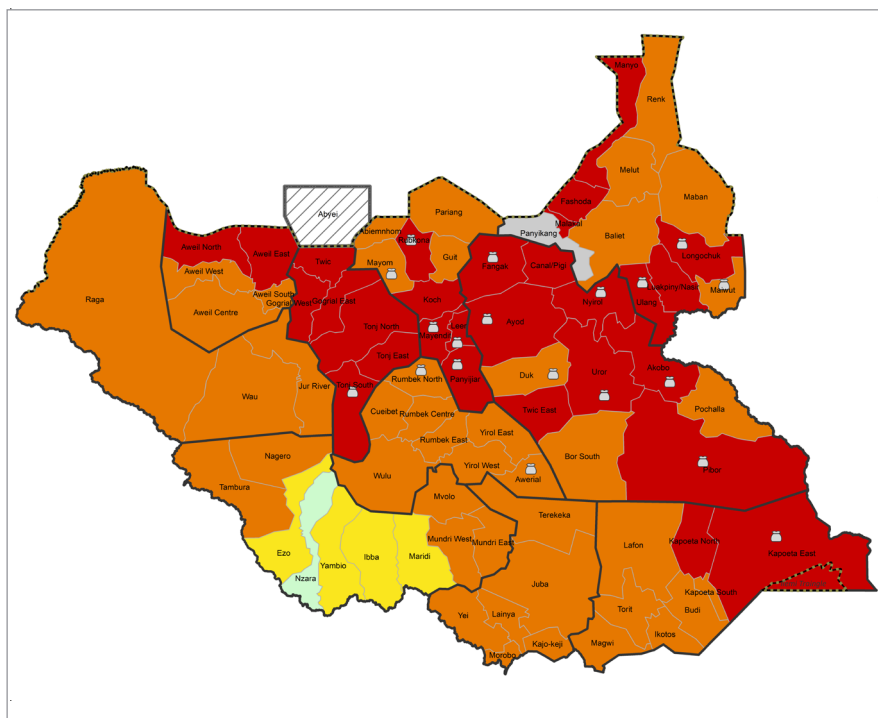 Manyo
Renk
Melut
Maban
Fashoda
Pariang
Abyei
Malakal
Abiemnhom
Panyikang
Baliet
Rubkona
Aweil North
Aweil East
Twic
Guit
Longochuk
Mayom
Fangak
Canal/Pigi
Aweil West
Luakpiny/Nasir
Maiwut
Aweil South
Raga
Gogrial West
Gogrial East
Koch
Nyirol
Ulang
Aweil Centre
Tonj North
Mayendit
Leer
Ayod
Tonj East
Akobo
Rumbek North
Panyijiar
Duk
Uror
Jur River
Tonj South
Wau
Cueibet
Rumbek Centre
Twic East
Pochalla
Rumbek East
Yirol East
Nagero
Yirol West
Bor South
Pibor
Wulu
Awerial
Tambura
Mvolo
Terekeka
Mundri West
Mundri East
Lafon
Kapoeta North
Kapoeta East
Ezo
Ibba
Maridi
Yambio
Nzara
Juba
Kapoeta South
Yei
Lainya
Torit
Budi
Ikotos
Magwi
Kajo-keji
Morobo